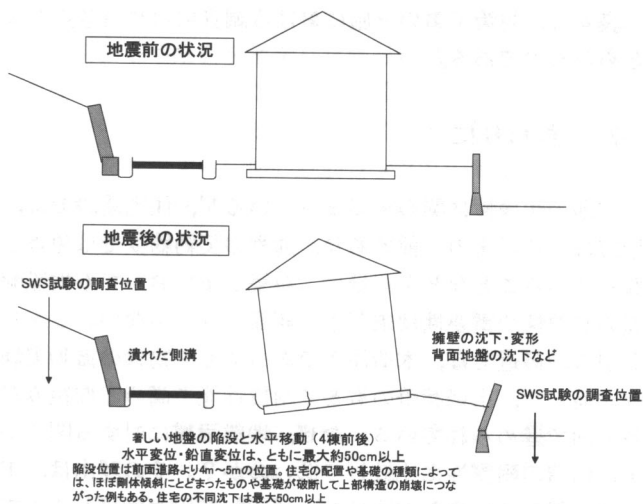 地震前の状況
地震後の状況
SWS試験の調査位置
潰れた側溝
擁壁の沈下・変形
背面地盤の沈下など
SWS試験の調査位置
著しい地盤の陥没と水平移動（4棟前後）
水平変位・鉛直変位は、ともに最大約50cm以上
陥没位置は前面道路より4m～5mの位置。住宅の配置や基礎の種類によって
は、ほぼ剛体傾斜にとどまったものや基礎が破断して上部構造の崩壊につな
がった例もある。住宅の不同沈下は最大50cm以上